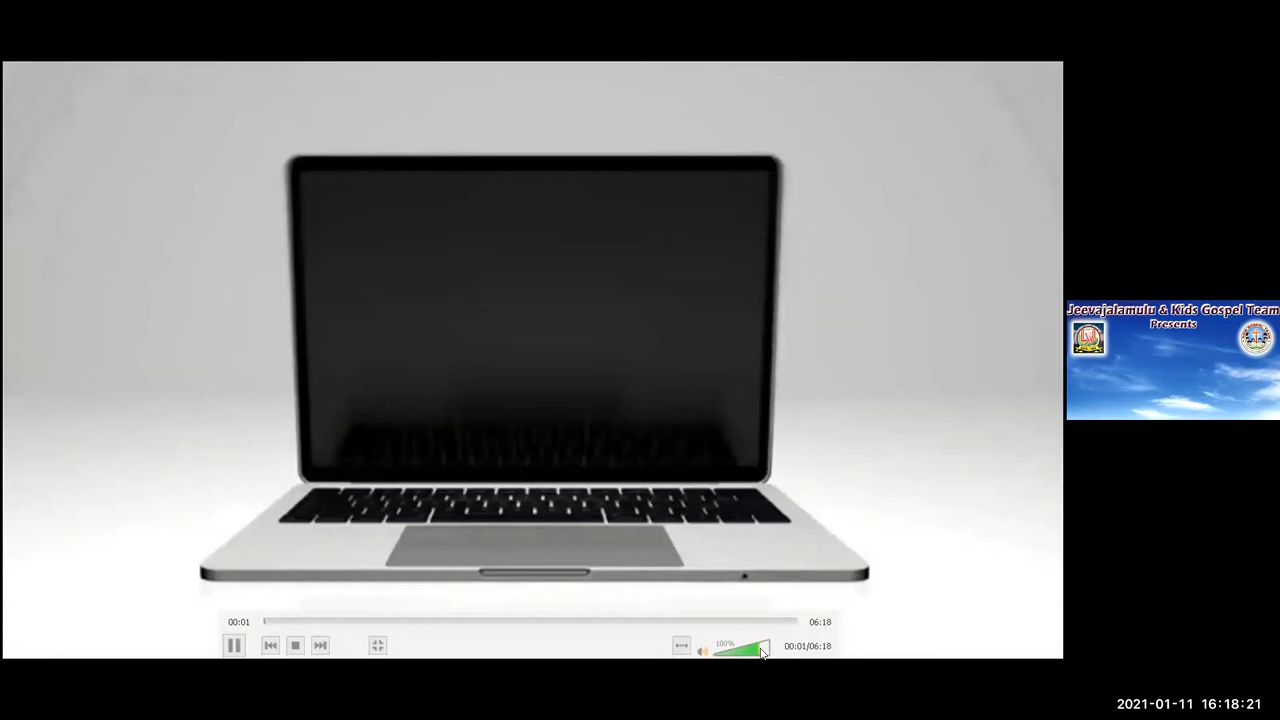 Jeevajalamulu & Kids Gospel Team
Presents
00:01
06:18
100%
00:01/06:18
2021-01-11 16:18:21